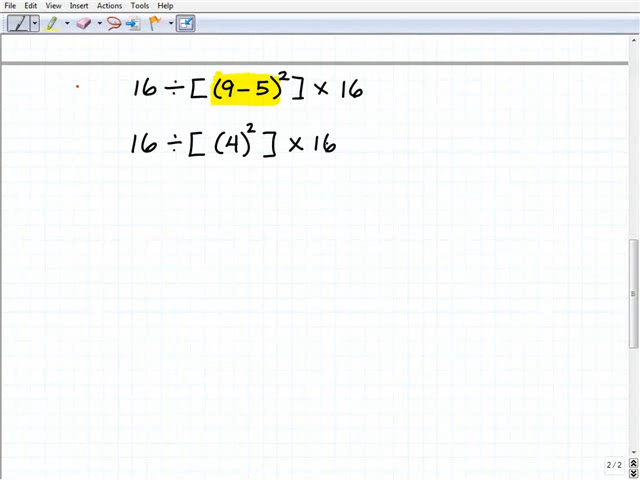 File Edit View Insert Actions Tools Help
16 ÷ [ (9 – 5)² ] × 16
16 ÷ [ (4)² ] × 16
2 / 2